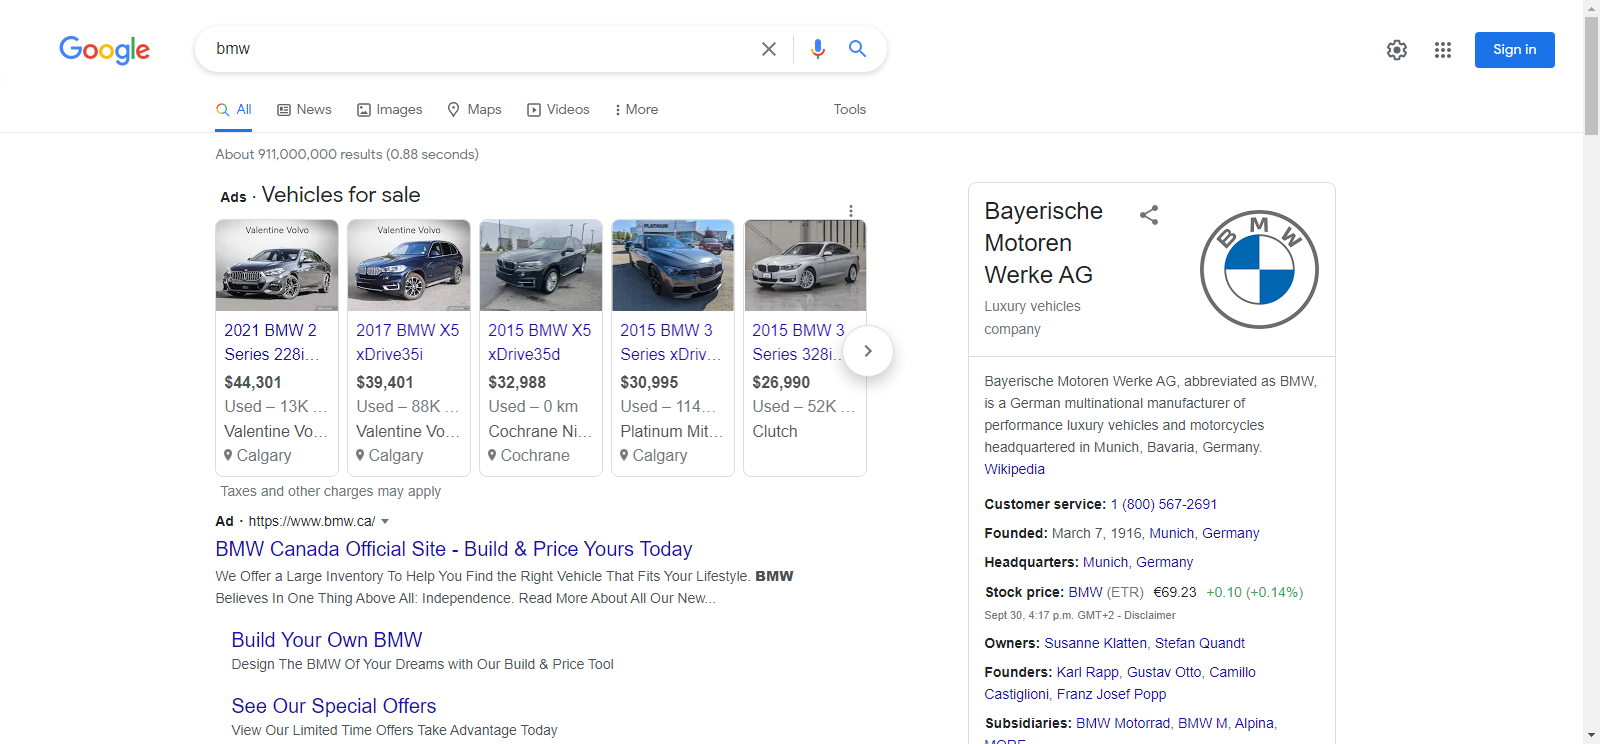 Google
bmw
Sign in
All
News
Images
Maps
Videos
More
Tools
About 911,000,000 results (0.88 seconds)
Ads · Vehicles for sale
Valentine Volvo
2021 BMW 2
Series 228i...
$44,301
Used – 13K ...
Valentine Vo...
Calgary
Valentine Volvo
2017 BMW X5
xDrive35i
$39,401
Used – 88K ...
Valentine Vo...
Calgary
2015 BMW X5
xDrive35d
$32,988
Used – 0 km
Cochrane Ni...
Cochrane
PLATINUM
2015 BMW 3
Series xDriv...
$30,995
Used – 114...
Platinum Mit...
Calgary
2015 BMW 3
Series 328i...
$26,990
Used – 52K ...
Clutch
Taxes and other charges may apply
Ad · https://www.bmw.ca/
BMW Canada Official Site - Build & Price Yours Today
We Offer a Large Inventory To Help You Find the Right Vehicle That Fits Your Lifestyle. BMW
Believes In One Thing Above All: Independence. Read More About All Our New...
Build Your Own BMW
Design The BMW Of Your Dreams with Our Build & Price Tool
See Our Special Offers
View Our Limited Time Offers Take Advantage Today
Bayerische
Motoren
Werke AG
Luxury vehicles
company
BMW
Bayerische Motoren Werke AG, abbreviated as BMW,
is a German multinational manufacturer of
performance luxury vehicles and motorcycles
headquartered in Munich, Bavaria, Germany.
Wikipedia
Customer service: 1 (800) 567-2691
Founded: March 7, 1916, Munich, Germany
Headquarters: Munich, Germany
Stock price: BMW (ETR) €69.23 +0.10 (+0.14%)
Sept 30, 4:17 p.m. GMT+2 - Disclaimer
Owners: Susanne Klatten, Stefan Quandt
Founders: Karl Rapp, Gustav Otto, Camillo
Castiglioni, Franz Josef Popp
Subsidiaries: BMW Motorrad, BMW M, Alpina,
MORE